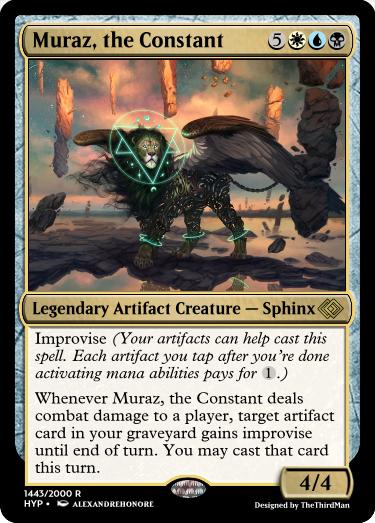 Muraz, the Constant 5
Legendary Artifact Creature — Sphinx
Improvise (Your artifacts can help cast this
spell. Each artifact you tap after you're done
activating mana abilities pays for 1.)
Whenever Muraz, the Constant deals
combat damage to a player, target artifact
card in your graveyard gains improvise
until end of turn. You may cast that card
this turn.
4/4
1443/2000 R
HYP • ALEXANDREHONORE
Designed by TheThirdMan